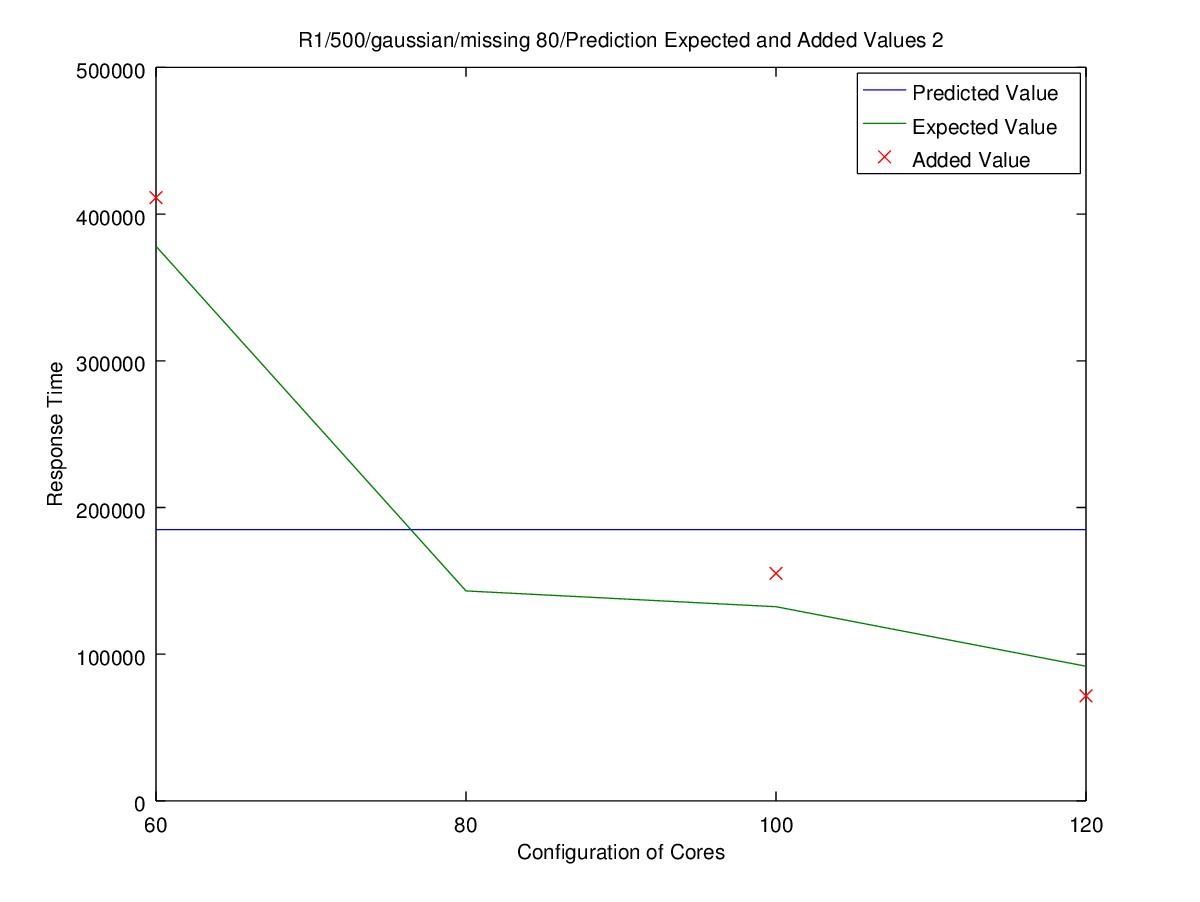 R1/500/gaussian/missing 80/Prediction Expected and Added Values 2
500000
400000
300000
200000
100000
0
Response Time
Predicted Value
Expected Value
Added Value
60
80
100
120
Configuration of Cores